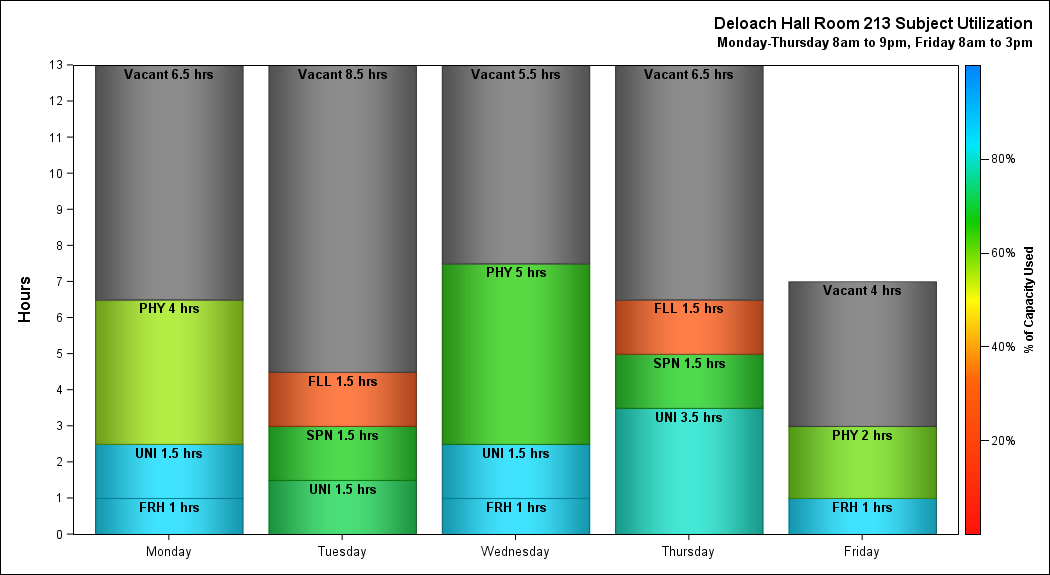 Deloach Hall Room 213 Subject Utilization
Monday-Thursday 8am to 9pm, Friday 8am to 3pm
Hours
13
12
11
10
9
8
7
6
5
4
3
2
1
0
Vacant 6.5 hrs
PHY 4 hrs
UNI 1.5 hrs
FRH 1 hrs
Vacant 8.5 hrs
FLL 1.5 hrs
SPN 1.5 hrs
UNI 1.5 hrs
Vacant 5.5 hrs
PHY 5 hrs
UNI 1.5 hrs
FRH 1 hrs
Vacant 6.5 hrs
FLL 1.5 hrs
SPN 1.5 hrs
UNI 3.5 hrs
Vacant 4 hrs
PHY 2 hrs
FRH 1 hrs
Monday
Tuesday
Wednesday
Thursday
Friday
80%
60%
40%
20%
% of Capacity Used